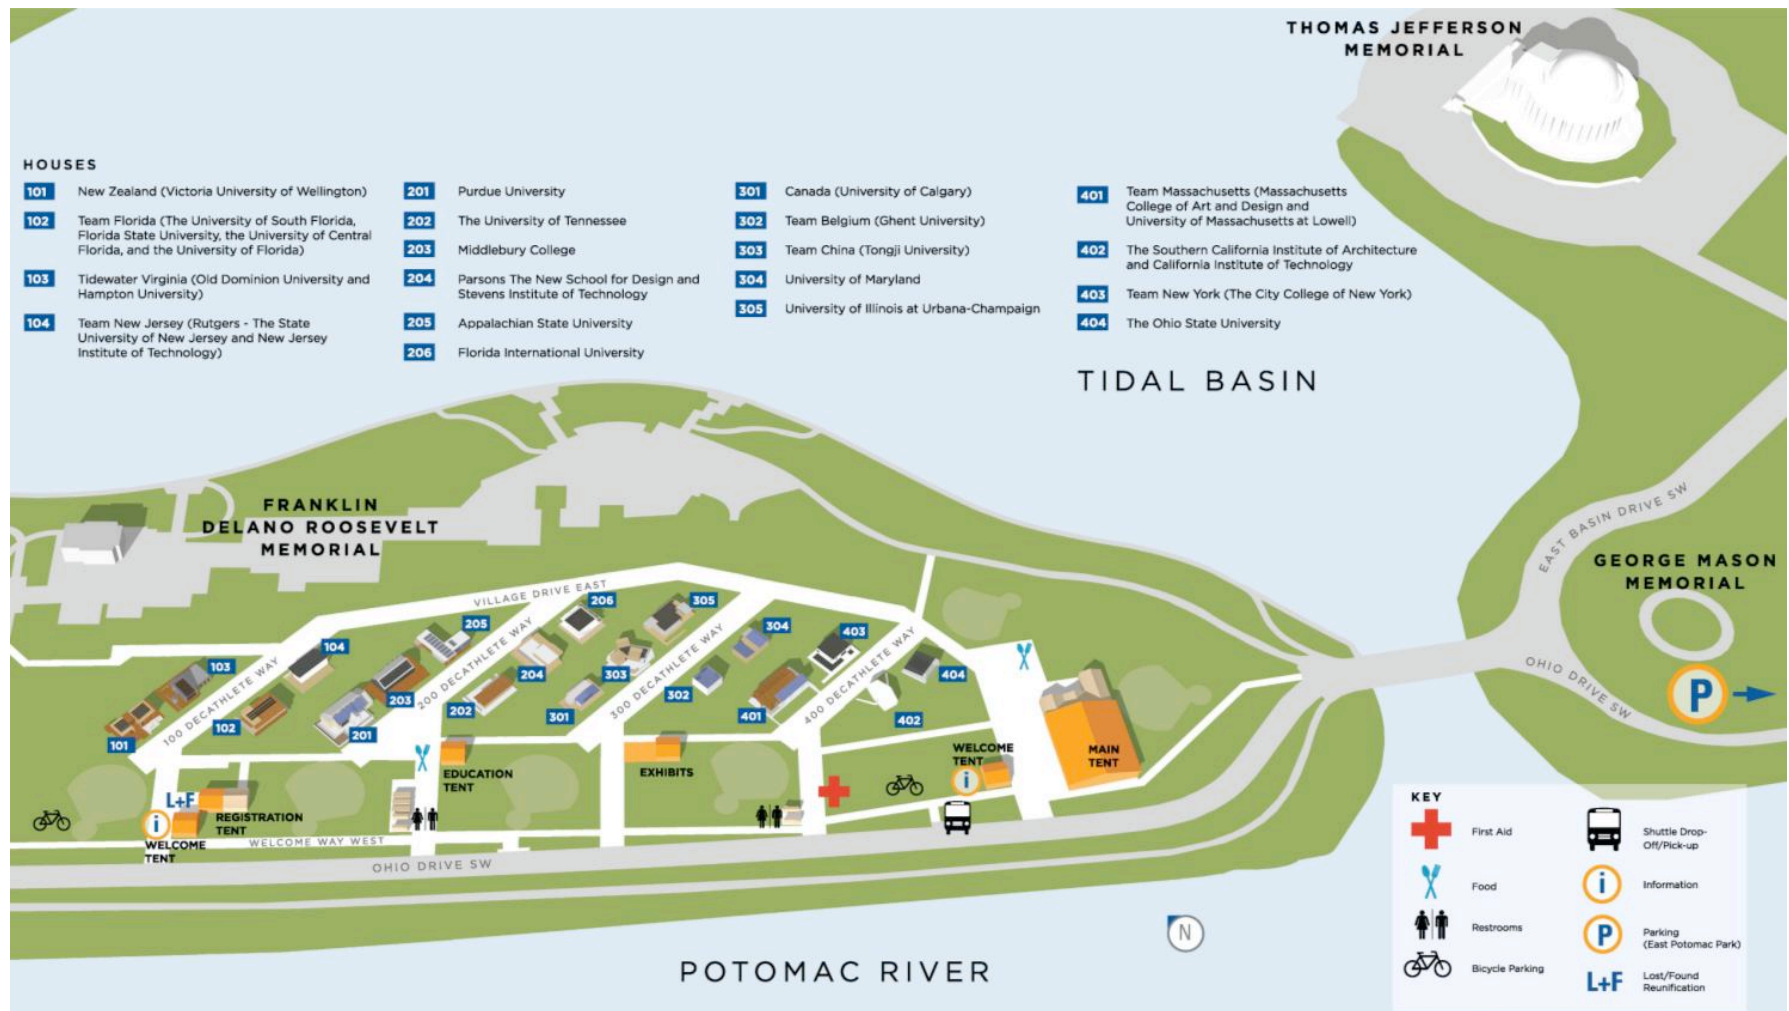 THOMAS JEFFERSON
MEMORIAL
HOUSES
101 New Zealand (Victoria University of Wellington)
102 Team Florida (The University of South Florida,
Florida State University, the University of Central
Florida, and the University of Florida)
103 Tidewater Virginia (Old Dominion University and
Hampton University)
104 Team New Jersey (Rutgers - The State
University of New Jersey and New Jersey
Institute of Technology)
201 Purdue University
202 The University of Tennessee
203 Middlebury College
204 Parsons The New School for Design and
Stevens Institute of Technology
205 Appalachian State University
206 Florida International University
301 Canada (University of Calgary)
302 Team Belgium (Ghent University)
303 Team China (Tongji University)
304 University of Maryland
305 University of Illinois at Urbana-Champaign
401 Team Massachusetts (Massachusetts
College of Art and Design and
University of Massachusetts at Lowell)
402 The Southern California Institute of Architecture
and California Institute of Technology
403 Team New York (The City College of New York)
404 The Ohio State University
TIDAL BASIN
FRANKLIN
DELANO ROOSEVELT
MEMORIAL
EAST BASIN DRIVE SW
GEORGE MASON
MEMORIAL
OHIO DRIVE SW
P
VILLAGE DRIVE EAST
206
305
205
304
403
104
103
204
303
404
203
302
202
301
401
402
102
201
101
100 DECATHLETE WAY
200 DECATHLETE WAY
300 DECATHLETE WAY
400 DECATHLETE WAY
EDUCATION
TENT
EXHIBITS
WELCOME
TENT
i
MAIN
TENT
L+F
REGISTRATION
TENT
i
WELCOME
TENT
WELCOME WAY WEST
OHIO DRIVE SW
N
POTOMAC RIVER
KEY
First Aid
Food
Restrooms
Bicycle Parking
Shuttle Drop-
Off/Pick-up
i Information
P Parking
(East Potomac Park)
L+F Lost/Found
Reunification